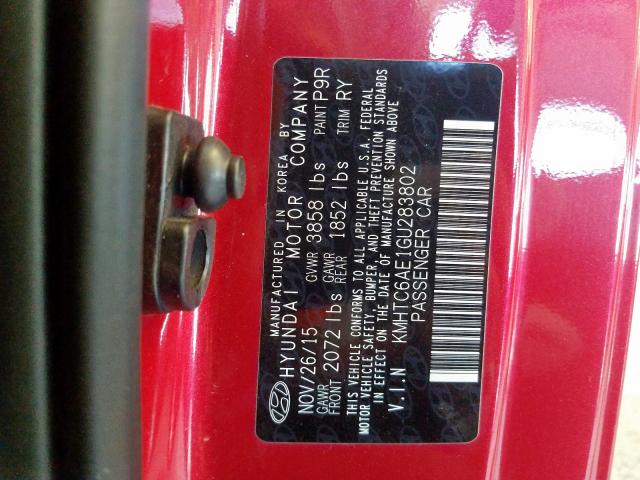 MANUFACTURED IN KOREA BY
HYUNDAI MOTOR COMPANY
NOV/26/15 GVWR 3858 lbs PAINT P9R
GAWR FRONT 2072 lbs GAWR REAR 1852 lbs TRIM RY
THIS VEHICLE CONFORMS TO ALL APPLICABLE U.S.A. FEDERAL
MOTOR VEHICLE SAFETY, BUMPER, AND THEFT PREVENTION STANDARDS
IN EFFECT ON THE DATE OF MANUFACTURE SHOWN ABOVE
V.I.N KMHTC6AE1GU283802
PASSENGER CAR